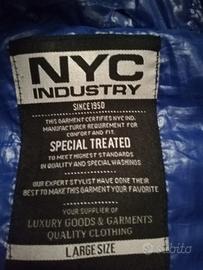 NYC
INDUSTRY
SINCE 1950
THIS GARMENT CERTIFIES NYC IND.
MANUFACTURER REQUIREMENT FOR
COMFORT AND FIT.
SPECIAL TREATED
TO MEET HIGHEST STANDARDS
IN QUALITY AND SPECIAL WASHINGS
OUR EXPERT STYLIST HAVE DONE THEIR
BEST TO MAKE THIS GARMENT YOUR FAVORITE
YOUR SUPPLIER OF
LUXURY GOODS & GARMENTS
QUALITY CLOTHING
LARGE SIZE
subito